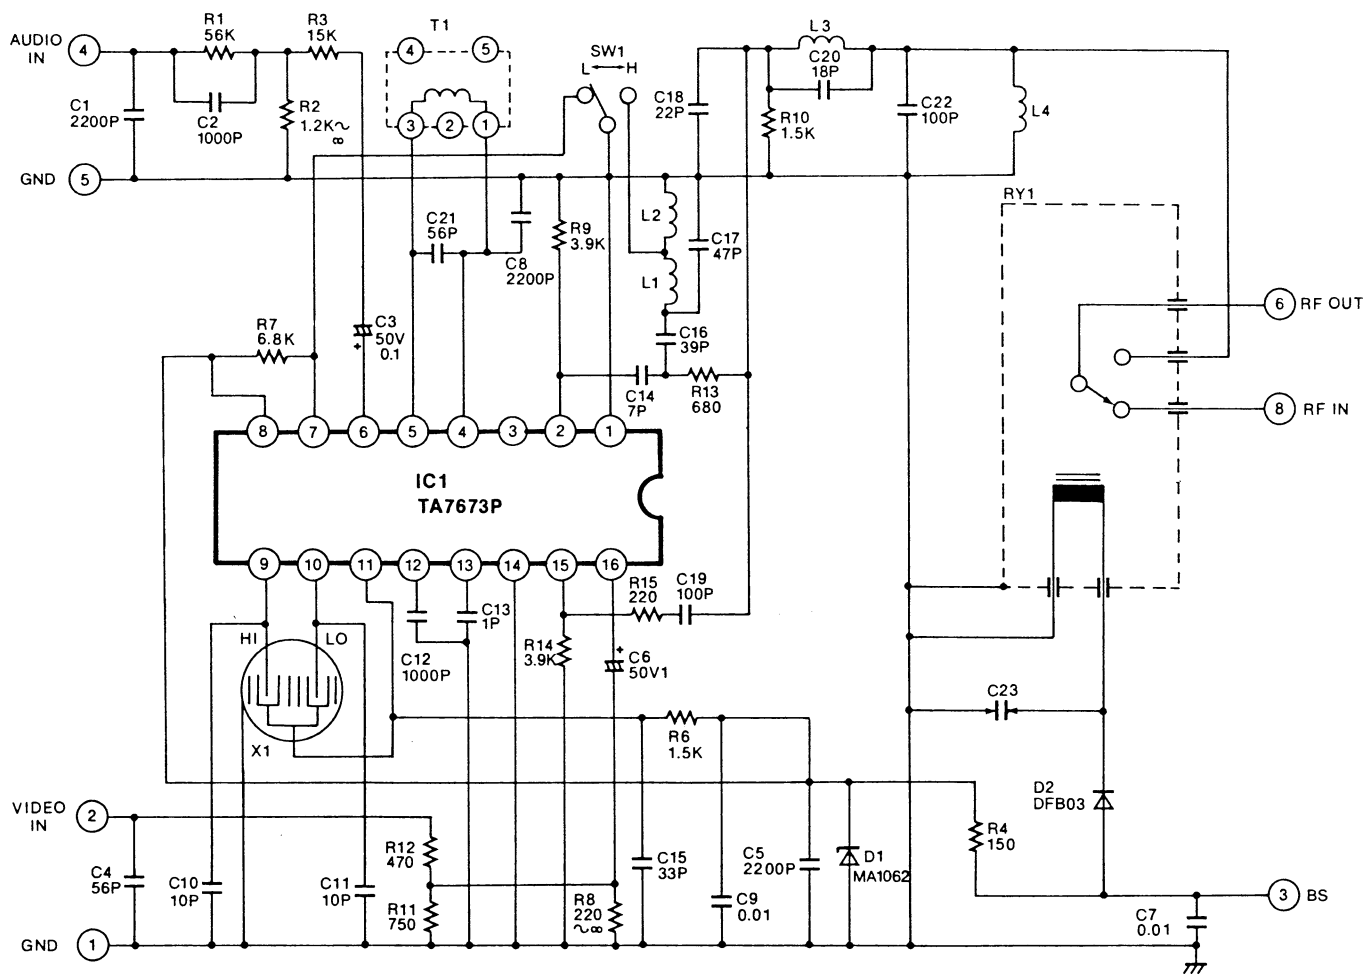 AUDIO
IN
4
R1
56K
R3
15K
T1
4
5
SW1
L
H
L3
C20
18P
C1
2200P
C2
1000P
R2
1.2K~
∞
3
2
1
C18
22P
R10
1.5K
C22
100P
L4
GND
5
RY1
C21
56P
C8
2200P
R9
3.9K
L2
L1
C17
47P
6
RF OUT
R7
6.8K
C3
50V
0.1
+
C16
39P
C14
7P
R13
680
8
RF IN
8
7
6
5
4
3
2
1
IC1
TA7673P
9
10
11
12
13
14
15
16
R15
220
C19
100P
C13
1P
HI
LO
C12
1000P
R14
3.9K
+
C6
50V1
X1
R6
1.5K
C23
D2
DFB03
VIDEO
IN
2
R12
470
R4
150
C4
56P
C10
10P
C11
10P
R11
750
R8
220
~∞
C15
33P
C9
0.01
C5
2200P
D1
MA1062
3
BS
C7
0.01
GND
1